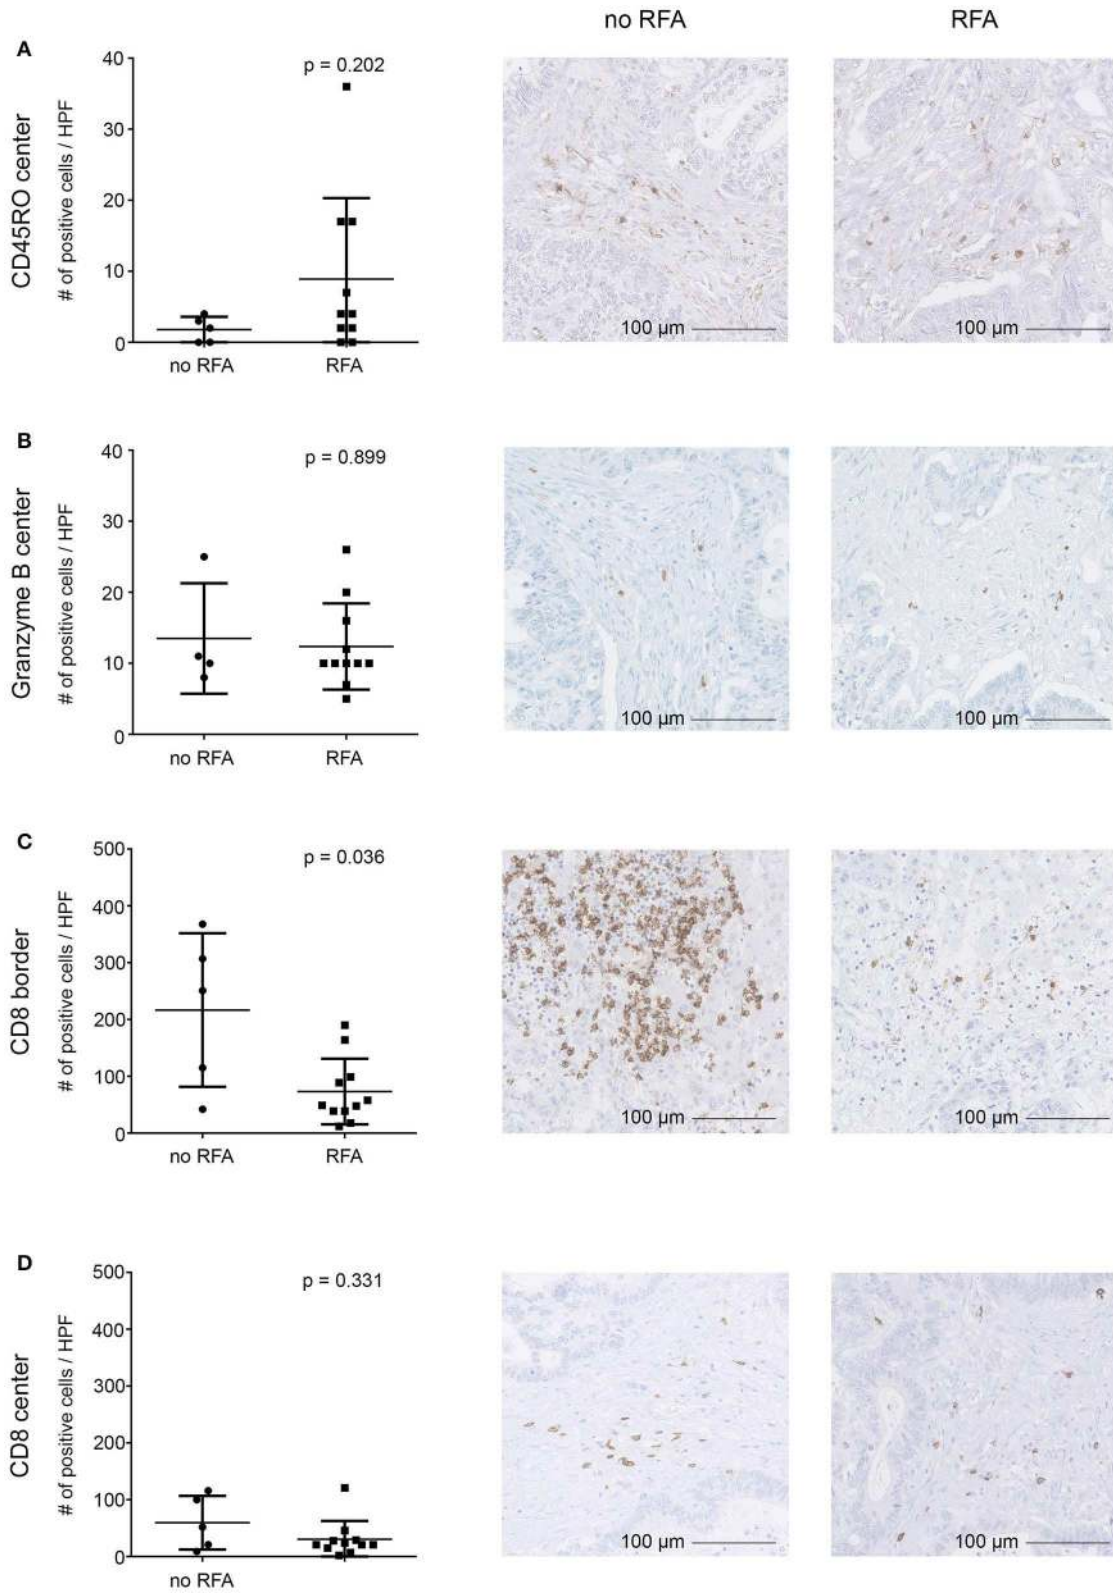 no RFA
RFA
A
CD45RO center
# of positive cells / HPF
40
30
20
10
0
p = 0.202
no RFA
RFA
100 µm
100 µm
B
Granzyme B center
# of positive cells / HPF
40
30
20
10
0
p = 0.899
no RFA
RFA
100 µm
100 µm
C
CD8 border
# of positive cells / HPF
500
400
300
200
100
0
p = 0.036
no RFA
RFA
100 µm
100 µm
D
CD8 center
# of positive cells / HPF
500
400
300
200
100
0
p = 0.331
no RFA
RFA
100 µm
100 µm